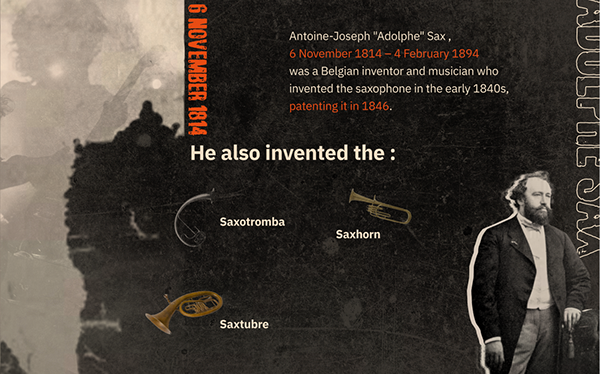 6 NOVEMBER 1814
Antoine-Joseph "Adolphe" Sax ,
6 November 1814 – 4 February 1894
was a Belgian inventor and musician who
invented the saxophone in the early 1840s,
patenting it in 1846.
ADOLPHE SAX
He also invented the :
Saxotromba
Saxhorn
Saxtubre